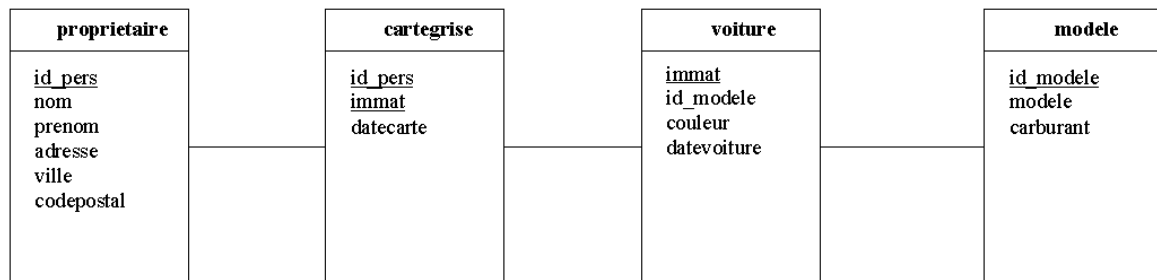 proprietaire
id_pers
nom
prenom
adresse
ville
codepostal
cartegrise
id_pers
immat
datecarte
voiture
immat
id_modele
couleur
datevoiture
modele
id_modele
modele
carburant